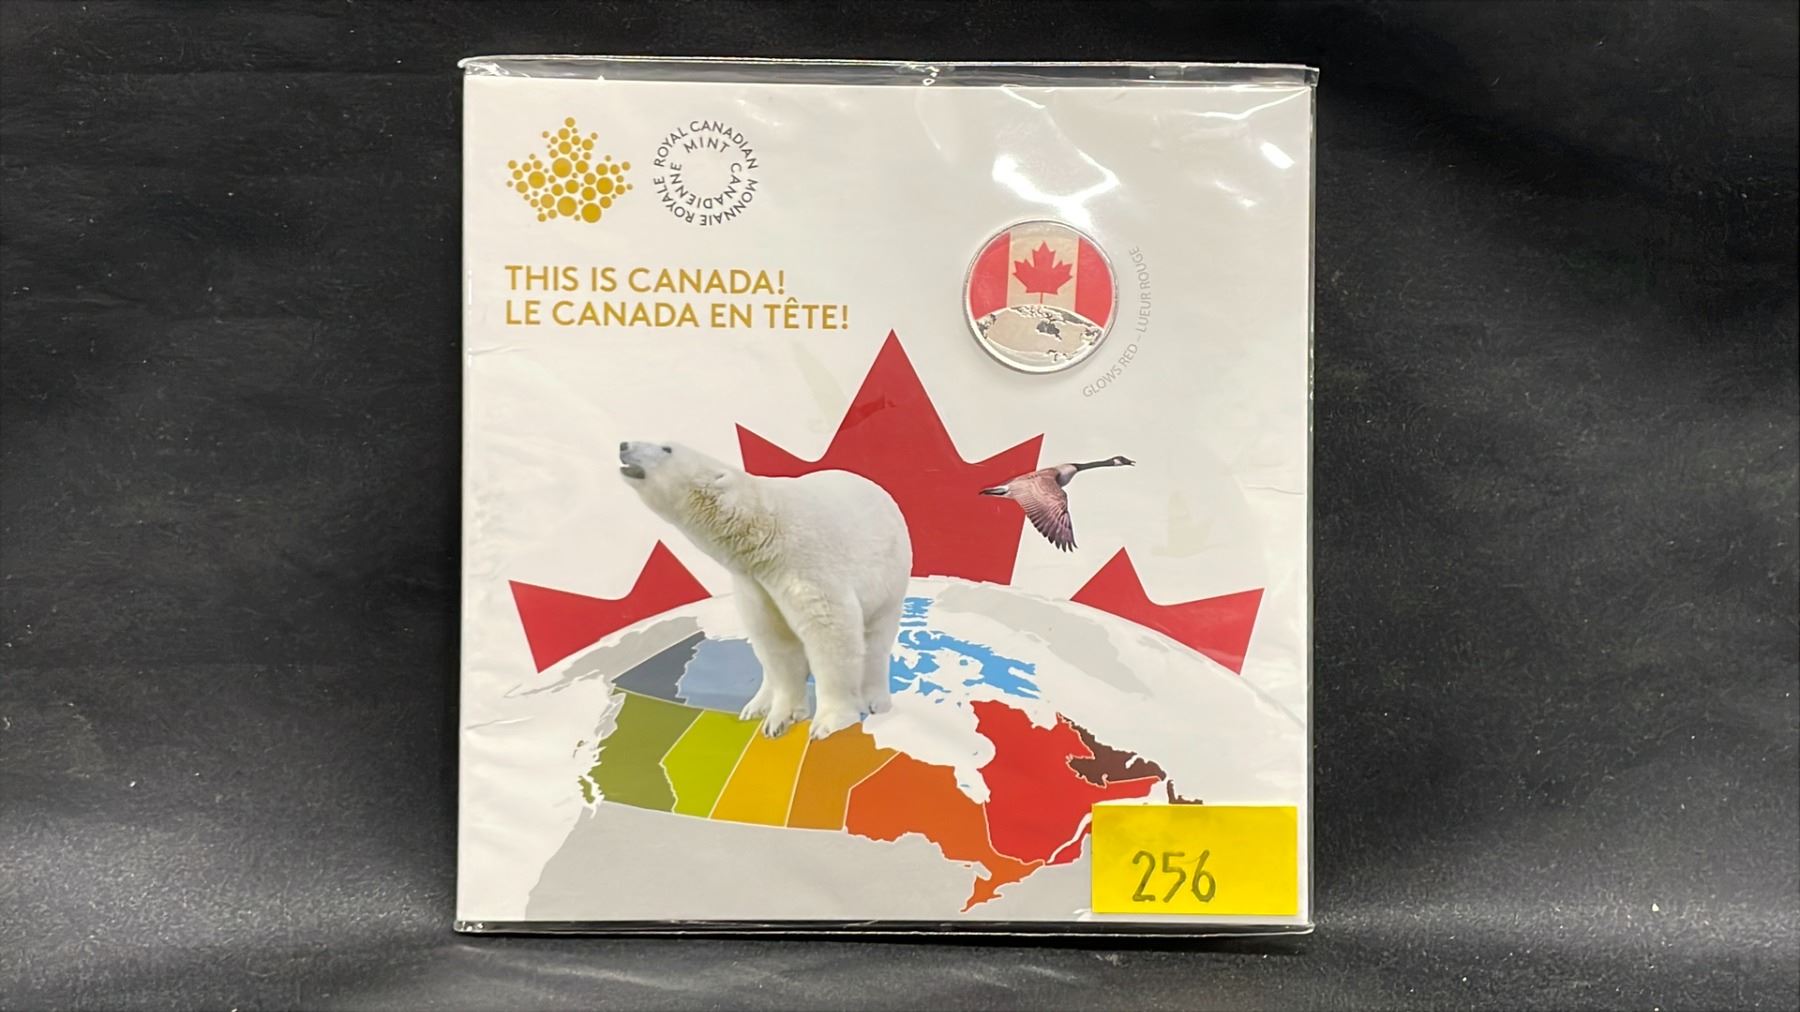 ROYAL CANADIAN MINT
MONNAIE ROYALE CANADIENNE
THIS IS CANADA!
LE CANADA EN TÊTE!
GLOWS RED – LUEUR ROUGE
256